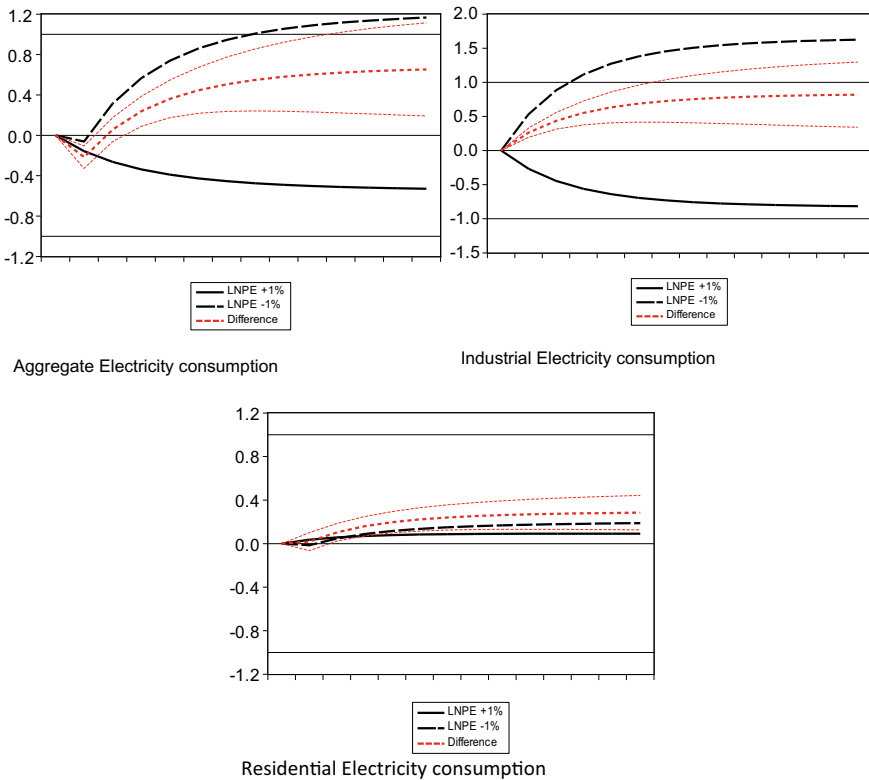 1.2
0.8
0.4
0.0
-0.4
-0.8
-1.2
LNPE +1%
LNPE -1%
Difference
Aggregate Electricity consumption
2.0
1.5
1.0
0.5
0.0
-0.5
-1.0
-1.5
LNPE +1%
LNPE -1%
Difference
Industrial Electricity consumption
1.2
0.8
0.4
0.0
-0.4
-0.8
-1.2
LNPE +1%
LNPE -1%
Difference
Residential Electricity consumption